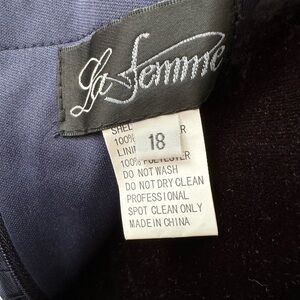 La Femme
18
100%
100% POLYESTER
DO NOT WASH
DO NOT DRY CLEAN
PROFESSIONAL
SPOT CLEAN ONLY
MADE IN CHINA